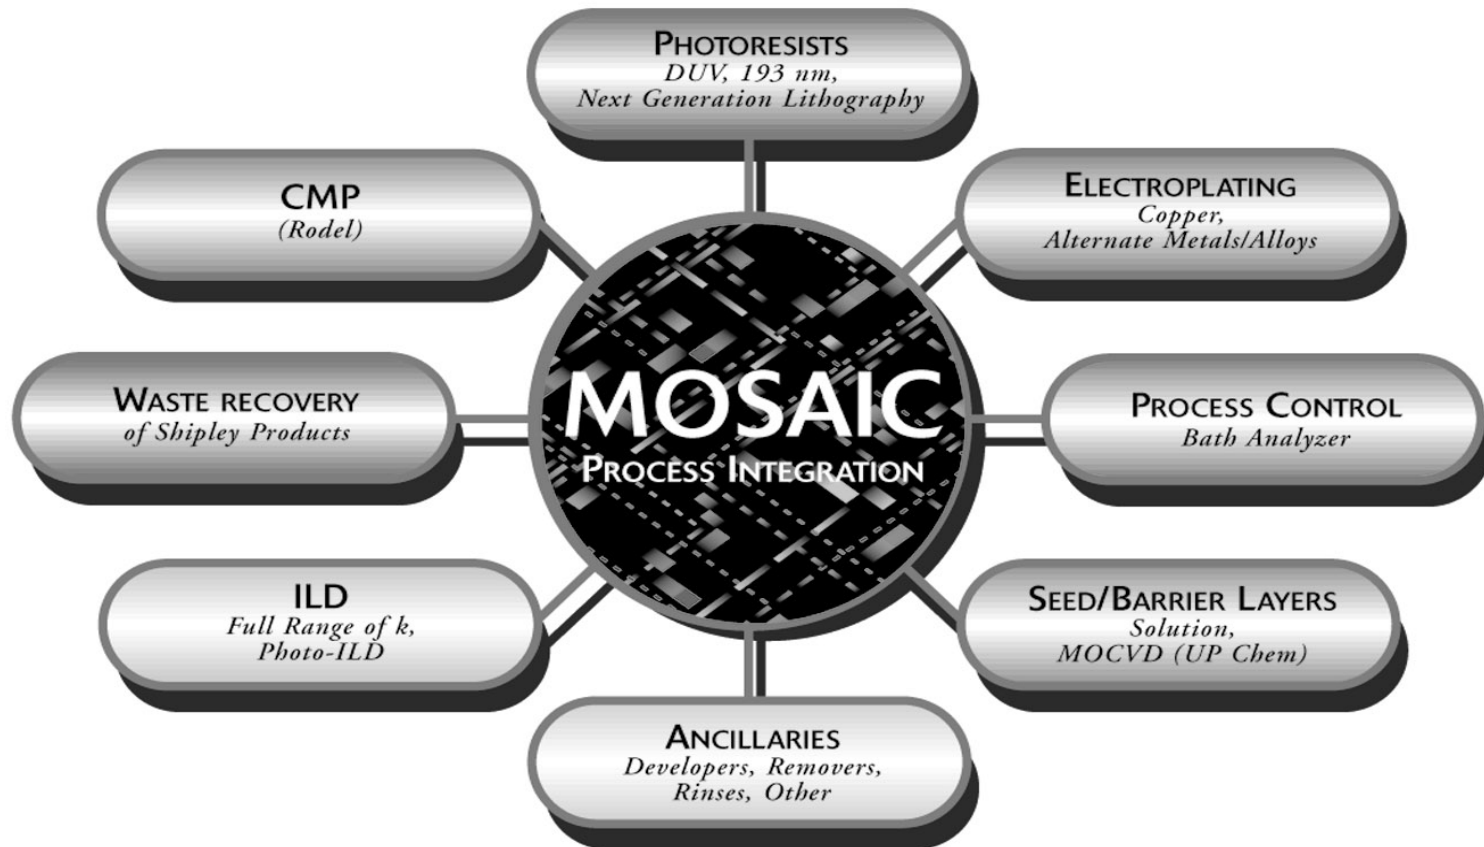 PHOTORESISTS
DUV, 193 nm,
Next Generation Lithography
CMP
(Rodel)
ELECTROPLATING
Copper,
Alternate Metals/Alloys
WASTE RECOVERY
of Shipley Products
MOSAIC
PROCESS INTEGRATION
PROCESS CONTROL
Bath Analyzer
ILD
Full Range of k,
Photo-ILD
SEED/BARRIER LAYERS
Solution,
MOCVD (UP Chem)
ANCILLARIES
Developers, Removers,
Rinses, Other